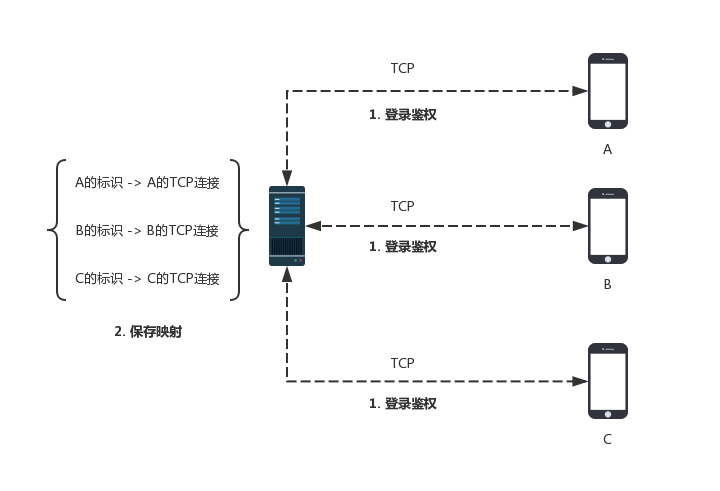 TCP
1. 登录鉴权
A
A的标识 -> A的TCP连接
B的标识 -> B的TCP连接
C的标识 -> C的TCP连接
2. 保存映射
TCP
1. 登录鉴权
B
TCP
1. 登录鉴权
C